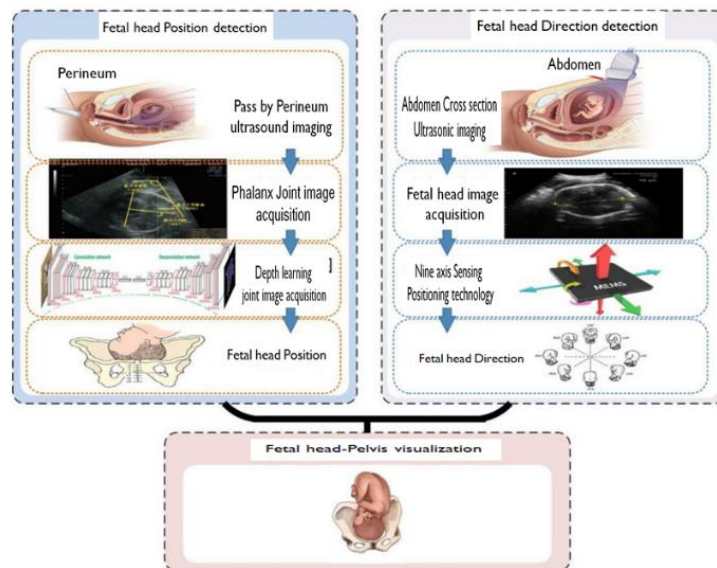 Fetal head Position detection
Perineum
Pass by Perineum
ultrasound imaging
Phalanx Joint image
acquisition
Depth learning
joint image acquisition
]
Fetal head Position
Fetal head Direction detection
Abdomen
Abdomen Cross section
Ultrasonic imaging
Fetal head image
acquisition
Nine axis Sensing
Positioning technology
MEMS
Fetal head Direction
Fetal head-Pelvis visualization